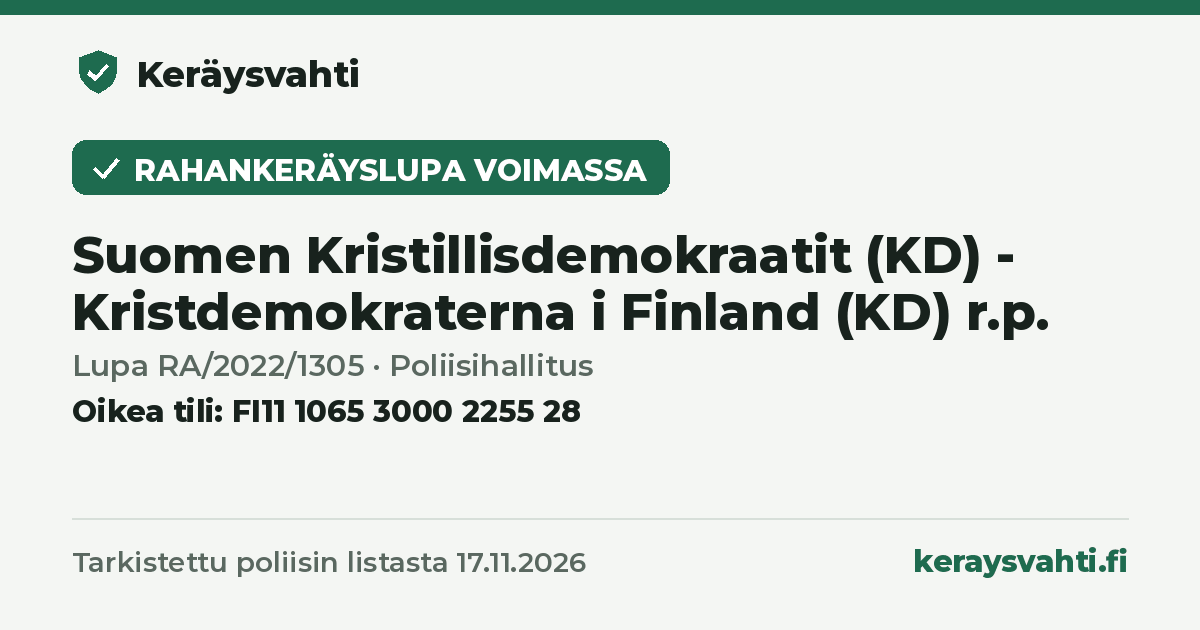 Keräysvahti
RAHANKERÄYSLUPA VOIMASSA
Suomen Kristillisdemokraatit (KD) -
Kristdemokraterna i Finland (KD) r.p.
Lupa RA/2022/1305 · Poliisihallitus
Oikea tili: FI11 1065 3000 2255 28
Tarkistettu poliisin listasta 17.11.2026
keraysvahti.fi